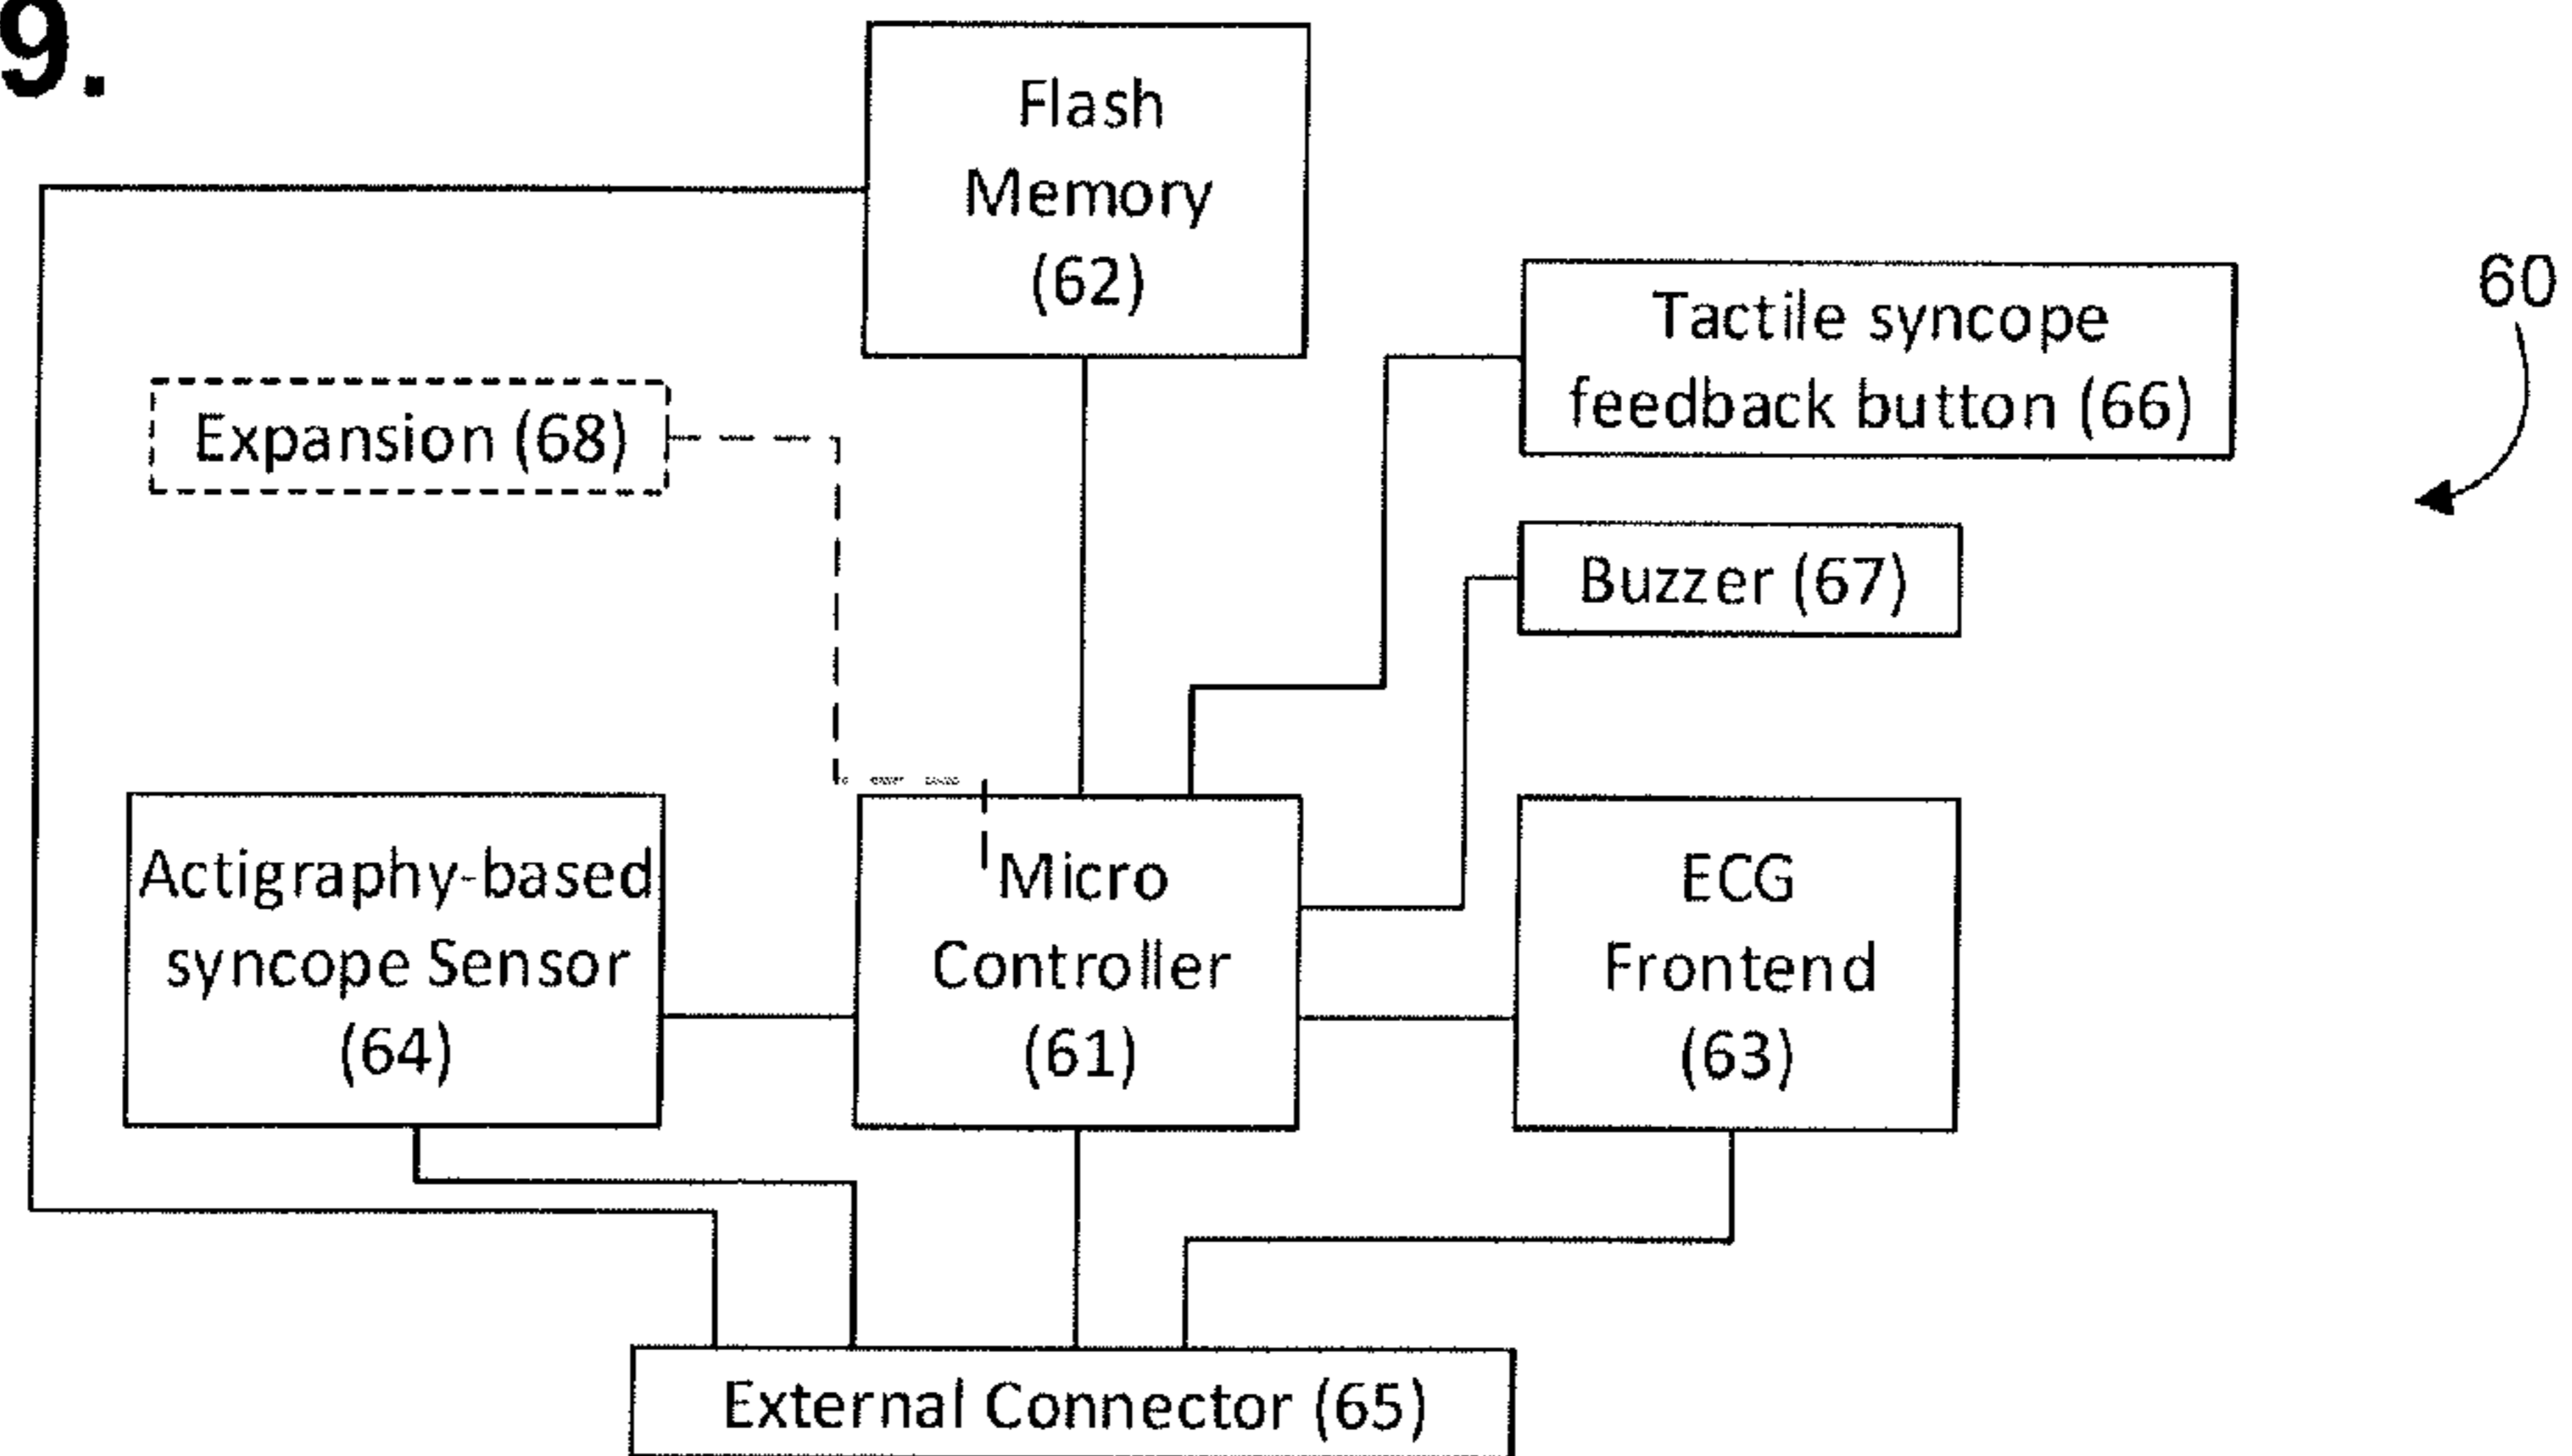 9.
Flash
Memory
(62)
Tactile syncope
feedback button (66)
60
Expansion (68)
Buzzer (67)
Actigraphy-based
syncope Sensor
(64)
Micro
Controller
(61)
ECG
Frontend
(63)
External Connector (65)